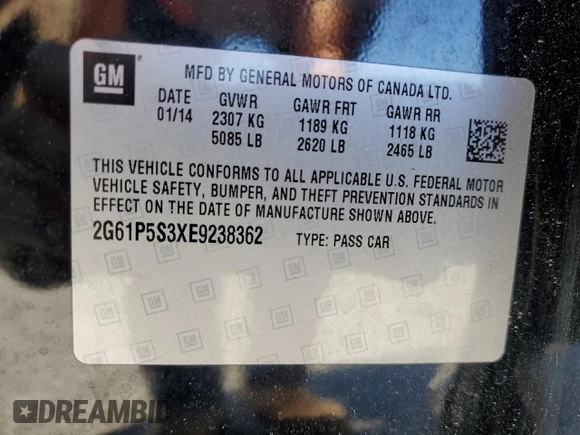 GM
MFD BY GENERAL MOTORS OF CANADA LTD.
DATE GVWR GAWR FRT GAWR RR
01/14 2307 KG 1189 KG 1118 KG
5085 LB 2620 LB 2465 LB
THIS VEHICLE CONFORMS TO ALL APPLICABLE U.S. FEDERAL MOTOR
VEHICLE SAFETY, BUMPER, AND THEFT PREVENTION STANDARDS IN
EFFECT ON THE DATE OF MANUFACTURE SHOWN ABOVE.
2G61P5S3XE9238362 TYPE: PASS CAR
DREAMBID